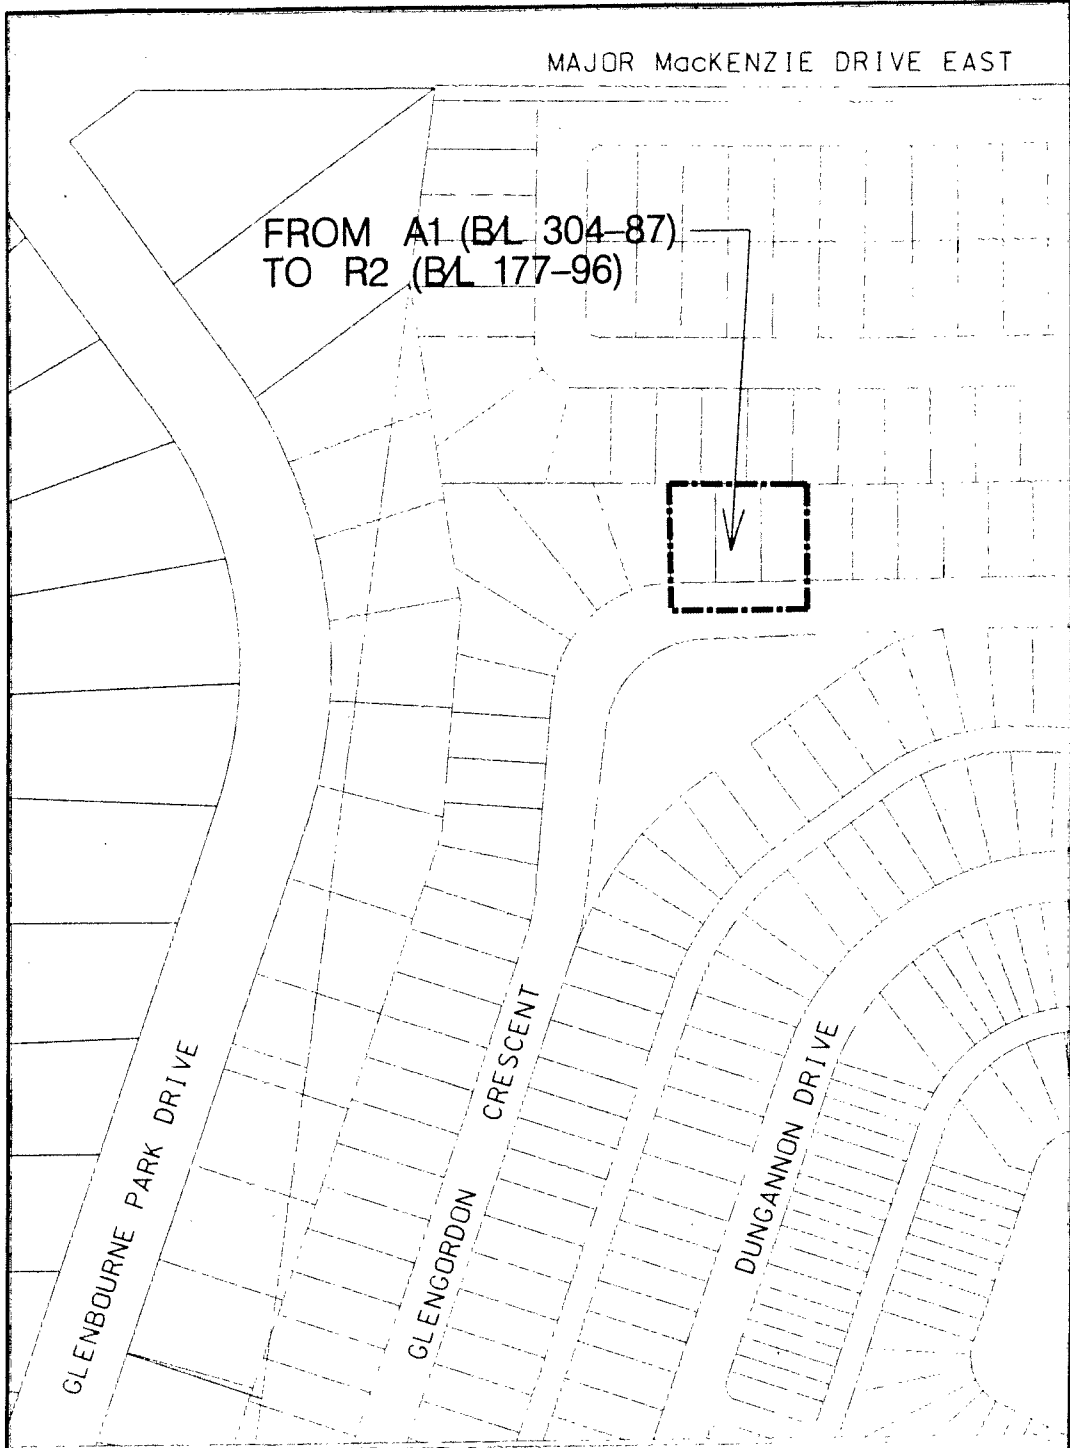 MAJOR MacKENZIE DRIVE EAST
FROM A1 (B/L 304-87)
TO R2 (B/L 177-96)
GLENBOURNE PARK DRIVE
GLENGORDON CRESCENT
DUNGANNON DRIVE